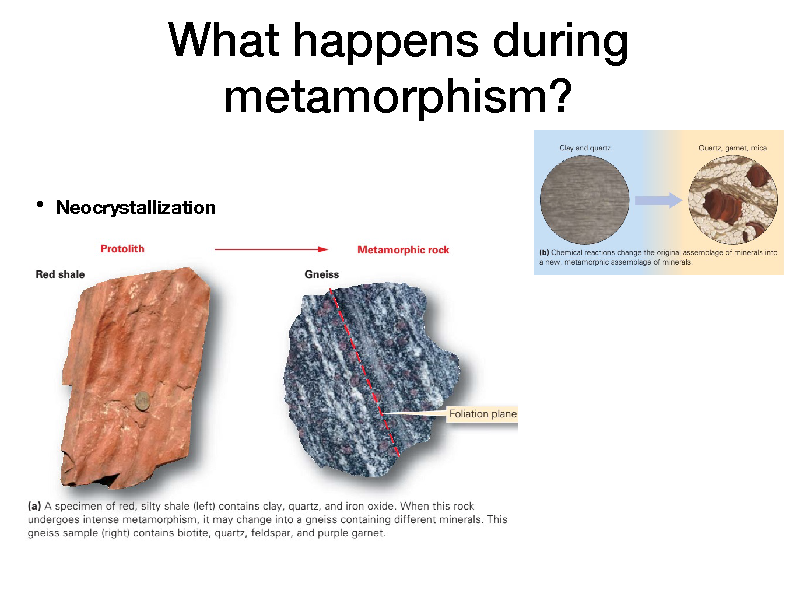 What happens during
metamorphism?
Clay and quartz
Quartz, garnet, mica
(b) Chemical reactions change the original assemblage of minerals into
a new, metamorphic assemblage of minerals.
• Neocrystallization
Protolith
Metamorphic rock
Red shale
Gneiss
Foliation plane
(a) A specimen of red, silty shale (left) contains clay, quartz, and iron oxide. When this rock
undergoes intense metamorphism, it may change into a gneiss containing different minerals. This
gneiss sample (right) contains biotite, quartz, feldspar, and purple garnet.